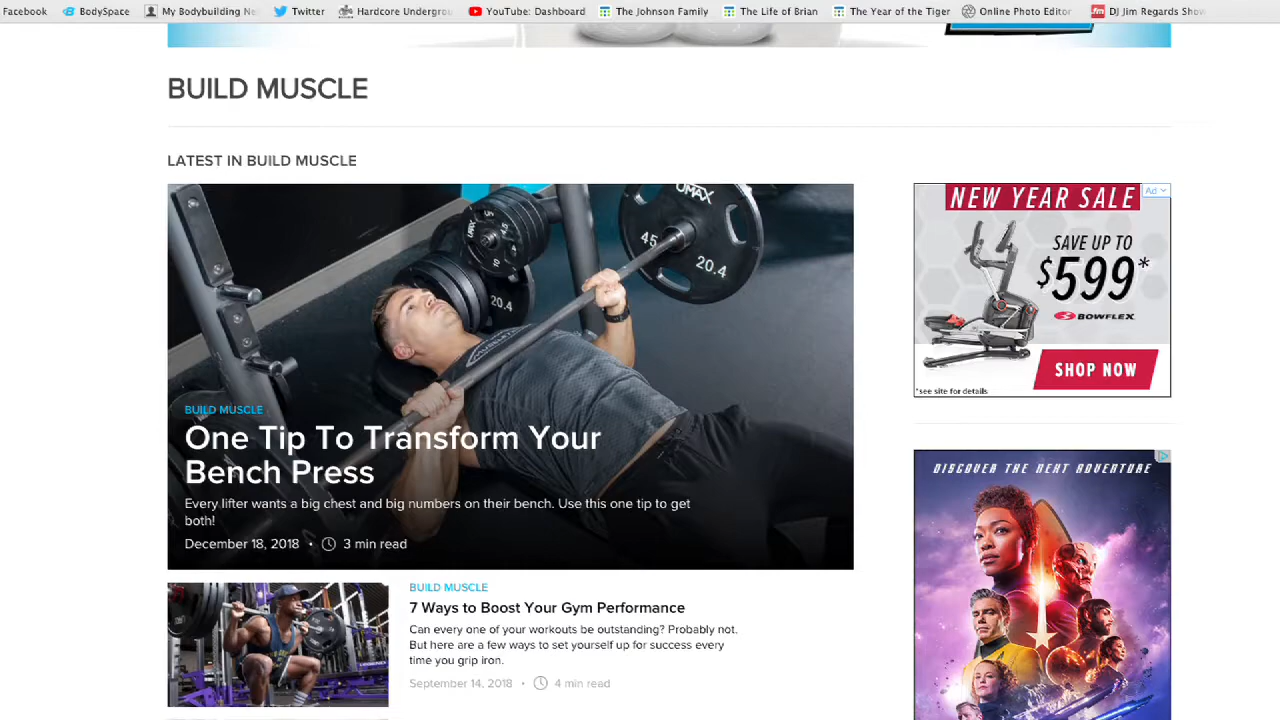 Facebook BodySpace My Bodybuilding Ne Twitter Hardcore Undergrou YouTube: Dashboard The Johnson Family The Life of Brian The Year of the Tiger Online Photo Editor DJ Jim Regards Show
BUILD MUSCLE
LATEST IN BUILD MUSCLE
UMAX
45
20.4
10
4.5
20.4
BUILD MUSCLE
One Tip To Transform Your
Bench Press
Every lifter wants a big chest and big numbers on their bench. Use this one tip to get
both!
December 18, 2018 • 3 min read
BUILD MUSCLE
7 Ways to Boost Your Gym Performance
Can every one of your workouts be outstanding? Probably not.
But here are a few ways to set yourself up for success every
time you grip iron.
September 14, 2018 • 4 min read
NEW YEAR SALE
Ad
SAVE UP TO
$599*
BOWFLEX
SHOP NOW
*see site for details
DISCOVER THE NEXT ADVENTURE